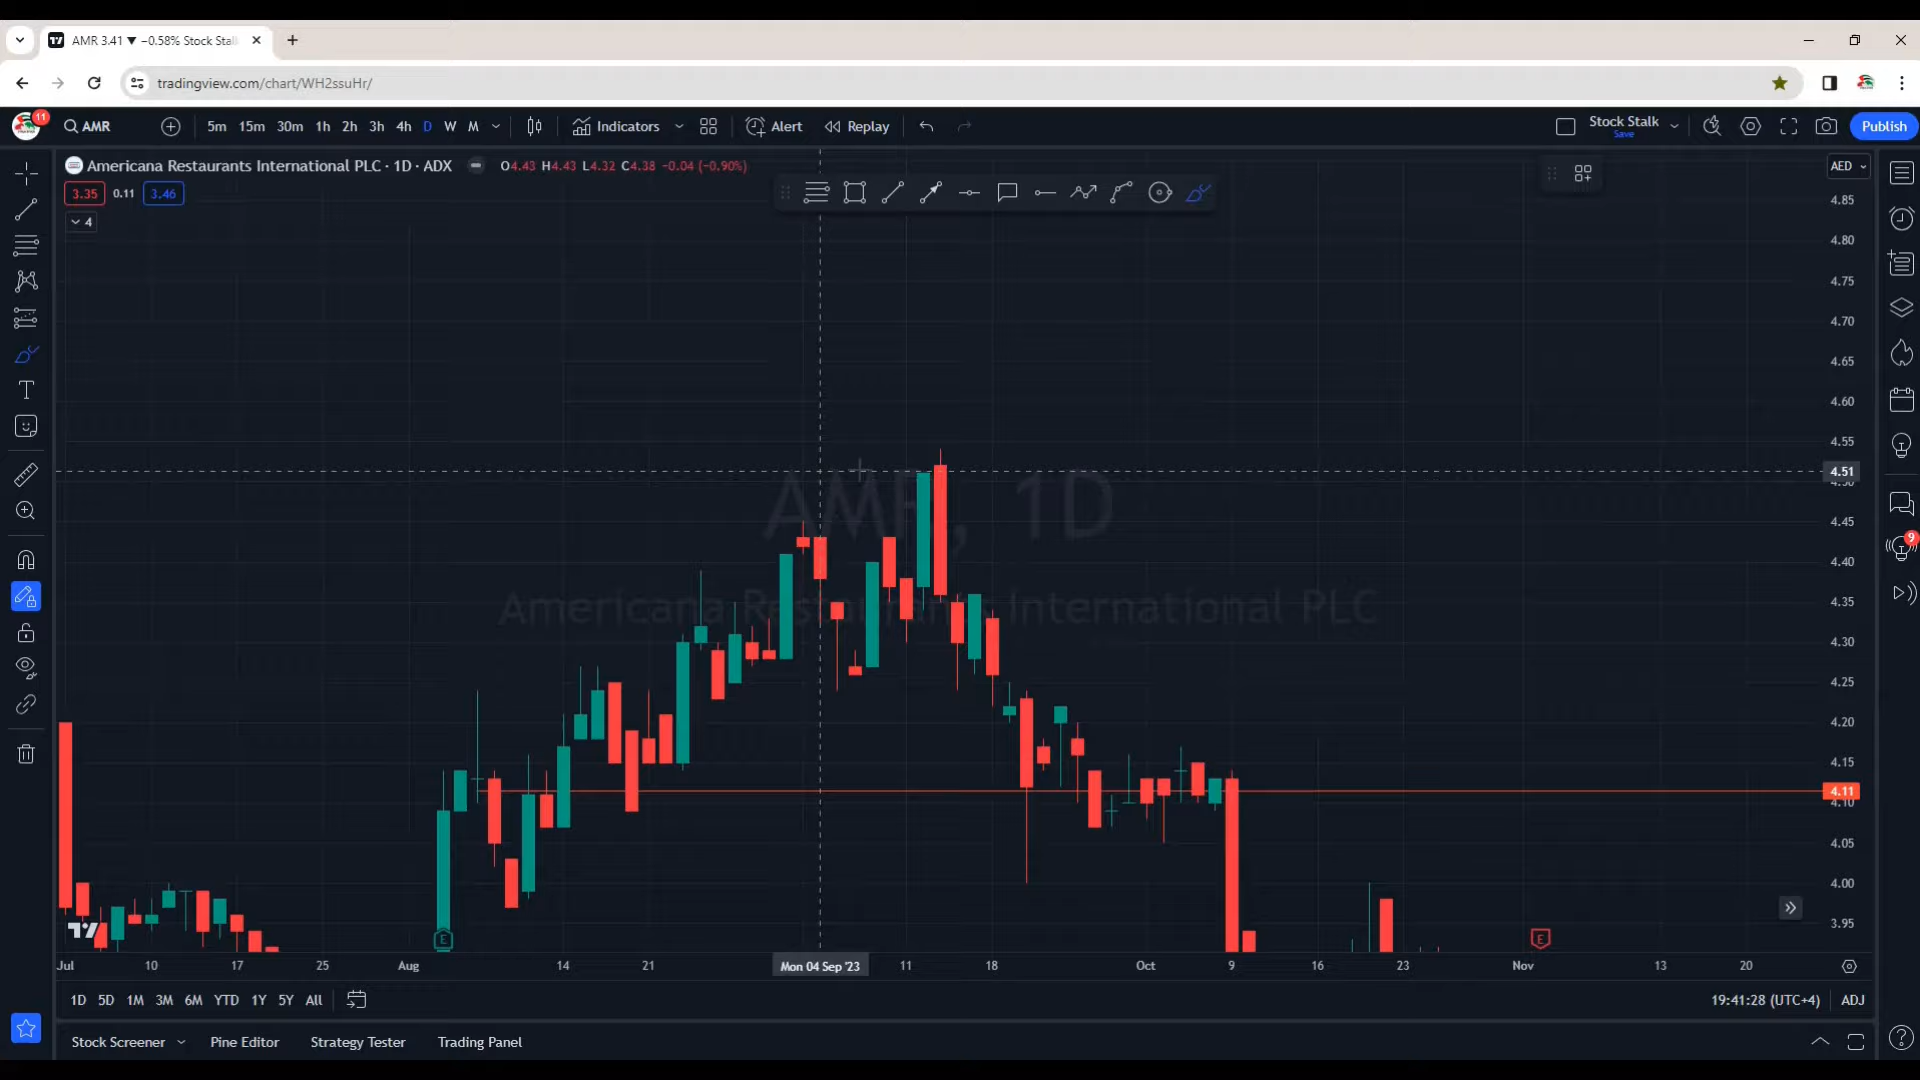 AMR 3.41 ▼ −0.58% Stock Stal
tradingview.com/chart/WH2ssuHr/
11
AMR
5m 15m 30m 1h 2h 3h 4h D W M
Indicators
Alert
Replay
Stock Stalk
Save
Publish
Americana Restaurants International PLC · 1D · ADX
O4.43 H4.43 L4.32 C4.38 −0.04 (−0.90%)
AED
3.35 0.11 3.46
4
4.85
4.80
4.75
4.70
4.65
4.60
4.55
4.51
4.50
4.45
4.40
4.35
4.30
4.25
4.20
4.15
4.11
4.10
4.05
4.00
3.95
AMR, 1D
Americana Restaurants International PLC
9
E
E
Jul 10 17 25 Aug 14 21 Mon 04 Sep '23 11 18 Oct 9 16 23 Nov 13 20
1D 5D 1M 3M 6M YTD 1Y 5Y All
19:41:28 (UTC+4) ADJ
Stock Screener Pine Editor Strategy Tester Trading Panel